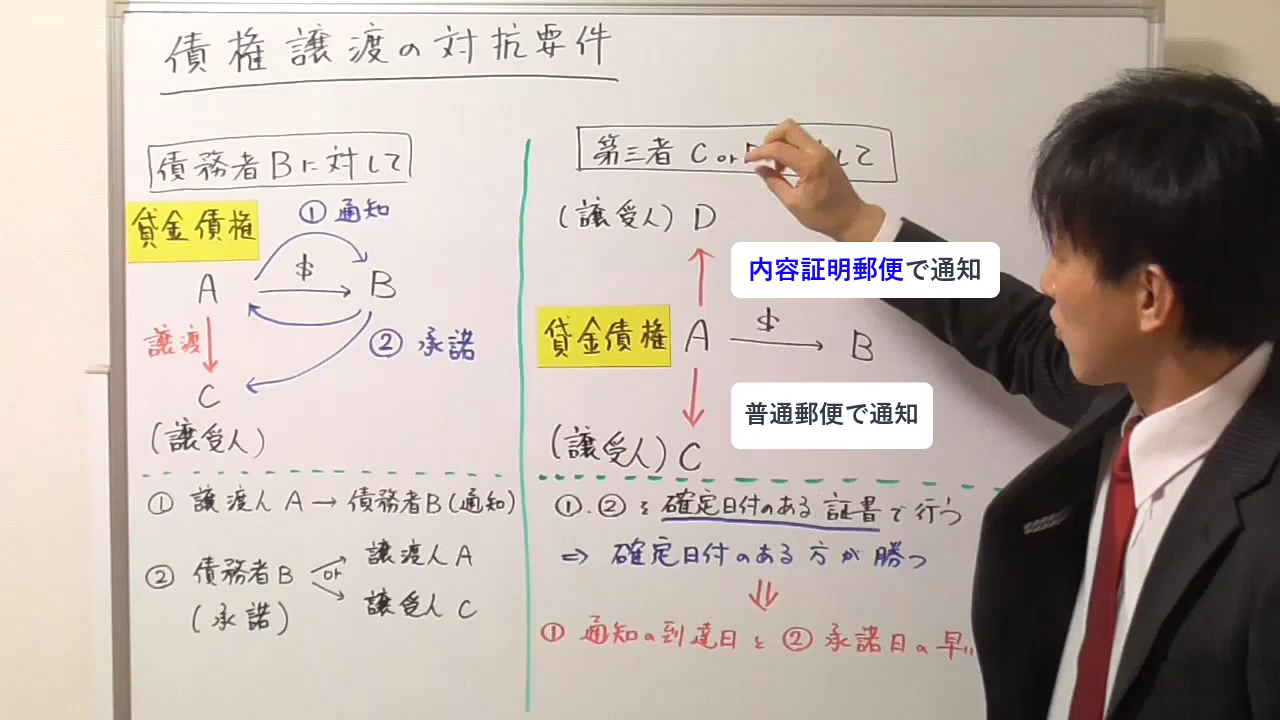 債権譲渡の対抗要件
債務者Bに対して
貸金債権
① 通知
A
$
B
譲渡
② 承諾
C
(譲受人)
① 譲渡人 A → 債務者B (通知)
② 債務者B
or
譲渡人 A
譲受人 C
(承諾)
第三者 C or して
(譲受人) D
内容証明郵便で通知
貸金債権
A
$
B
普通郵便で通知
(譲受人) C
①.②を確定日付のある証書で行う
⇒ 確定日付のある方が勝つ
① 通知の到達日と②承諾日の早い